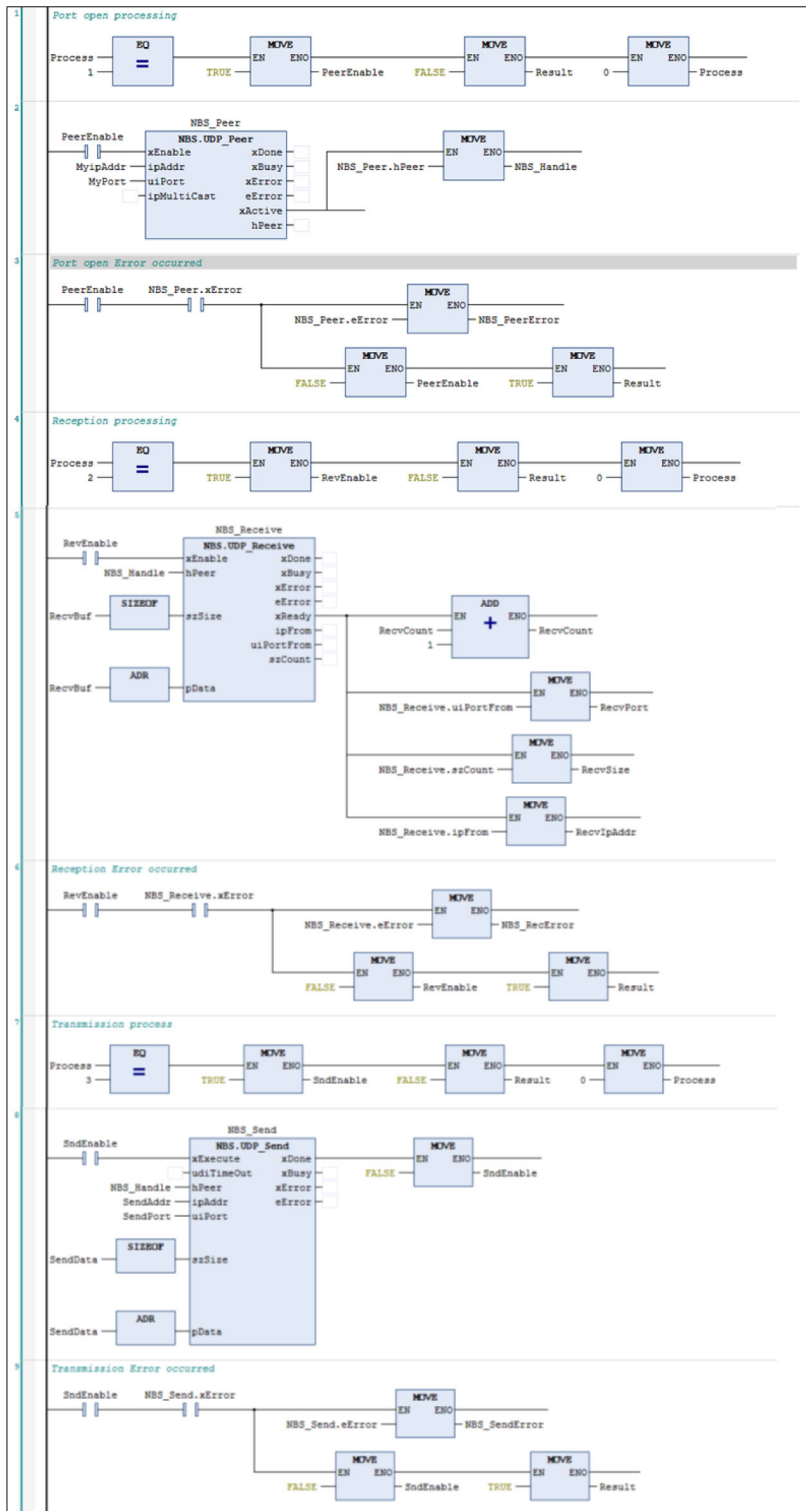 1 Port open processing
EQ MOVE MOVE MOVE
Process = EN ENO EN ENO EN ENO
1 TRUE PeerEnable FALSE Result 0 Process
2
NBS_Peer
PeerEnable NBS.UDP_Peer MOVE
xEnable xDone EN ENO
MyipAddr ipAddr xBusy NBS_Peer.hPeer NBS_Handle
MyPort uiPort xError
ipMultiCast eError
xActive
hPeer
3 Port open Error occurred
PeerEnable NBS_Peer.xError MOVE
EN ENO
NBS_Peer.eError NBS_PeerError
MOVE MOVE
EN ENO EN ENO
FALSE PeerEnable TRUE Result
4 Reception processing
EQ MOVE MOVE MOVE
Process = EN ENO EN ENO EN ENO
2 TRUE RevEnable FALSE Result 0 Process
5
NBS_Receive
RevEnable NBS.UDP_Receive
xEnable xDone
NBS_Handle hPeer xBusy
xError
SIZEOF eError ADD
RecvBuf szSize xReady EN + ENO
ipFrom RecvCount RecvCount
uiPortFrom 1
szCount
ADR MOVE
RecvBuf pData EN ENO
NBS_Receive.uiPortFrom RecvPort
MOVE
EN ENO
NBS_Receive.szCount RecvSize
MOVE
EN ENO
NBS_Receive.ipFrom RecvIpAddr
6 Reception Error occurred
RevEnable NBS_Receive.xError MOVE
EN ENO
NBS_Receive.eError NBS_RecError
MOVE MOVE
EN ENO EN ENO
FALSE RevEnable TRUE Result
7 Transmission process
EQ MOVE MOVE MOVE
Process = EN ENO EN ENO EN ENO
3 TRUE SndEnable FALSE Result 0 Process
8
NBS_Send
SndEnable NBS.UDP_Send MOVE
xExecute xDone EN ENO
udiTimeOut xBusy FALSE SndEnable
NBS_Handle hPeer xError
SendAddr ipAddr eError
SendPort uiPort
SIZEOF
SendData szSize
ADR
SendData pData
9 Transmission Error occurred
SndEnable NBS_Send.xError MOVE
EN ENO
NBS_Send.eError NBS_SendError
MOVE MOVE
EN ENO EN ENO
FALSE SndEnable TRUE Result